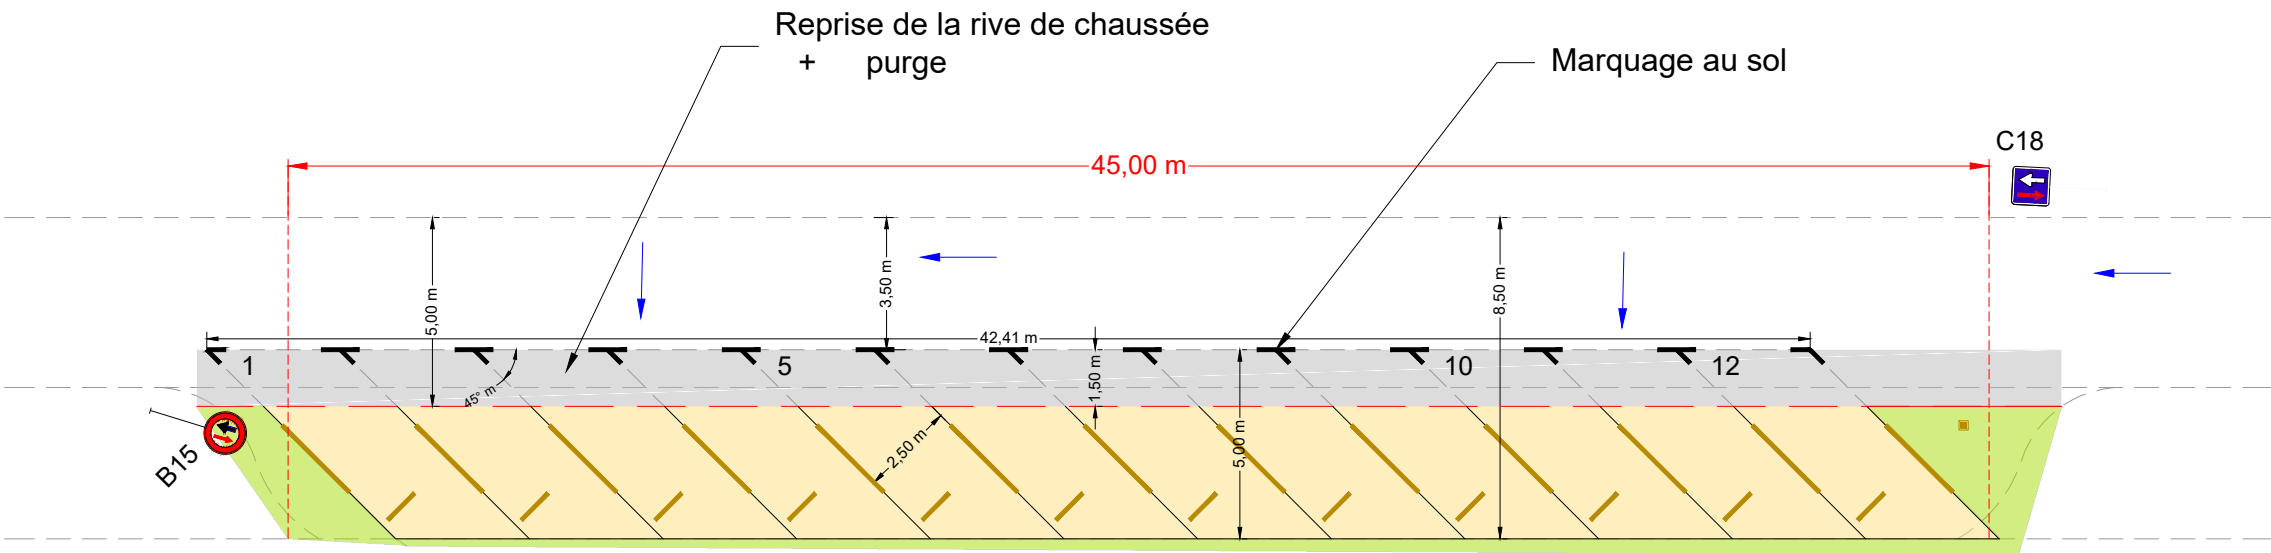 Reprise de la rive de chaussée
+ purge
Marquage au sol
C18
45,00 m
5,00 m
3,50 m
8,50 m
42,41 m
1
5
10
12
45° m
1,50 m
2,50 m
5,00 m
B15